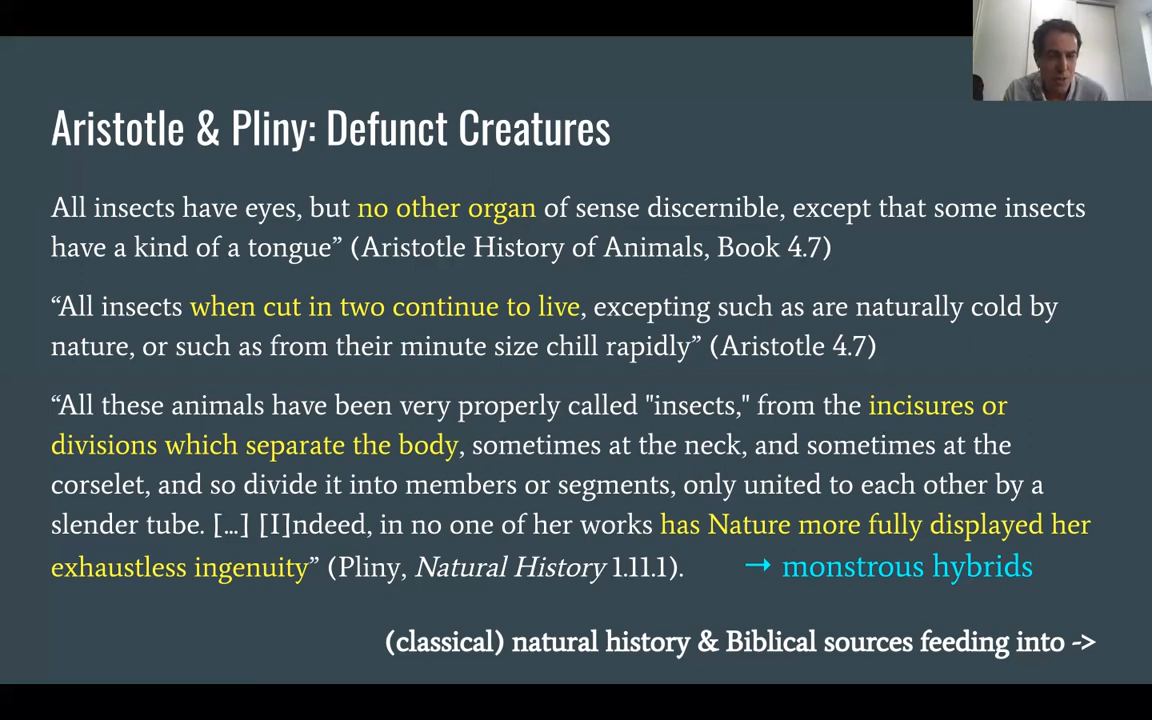 Aristotle & Pliny: Defunct Creatures
All insects have eyes, but no other organ of sense discernible, except that some insects
have a kind of a tongue” (Aristotle History of Animals, Book 4.7)
“All insects when cut in two continue to live, excepting such as are naturally cold by
nature, or such as from their minute size chill rapidly” (Aristotle 4.7)
“All these animals have been very properly called "insects," from the incisures or
divisions which separate the body, sometimes at the neck, and sometimes at the
corselet, and so divide it into members or segments, only united to each other by a
slender tube. [...] [I]ndeed, in no one of her works has Nature more fully displayed her
exhaustless ingenuity” (Pliny, Natural History 1.11.1). → monstrous hybrids
(classical) natural history & Biblical sources feeding into ->